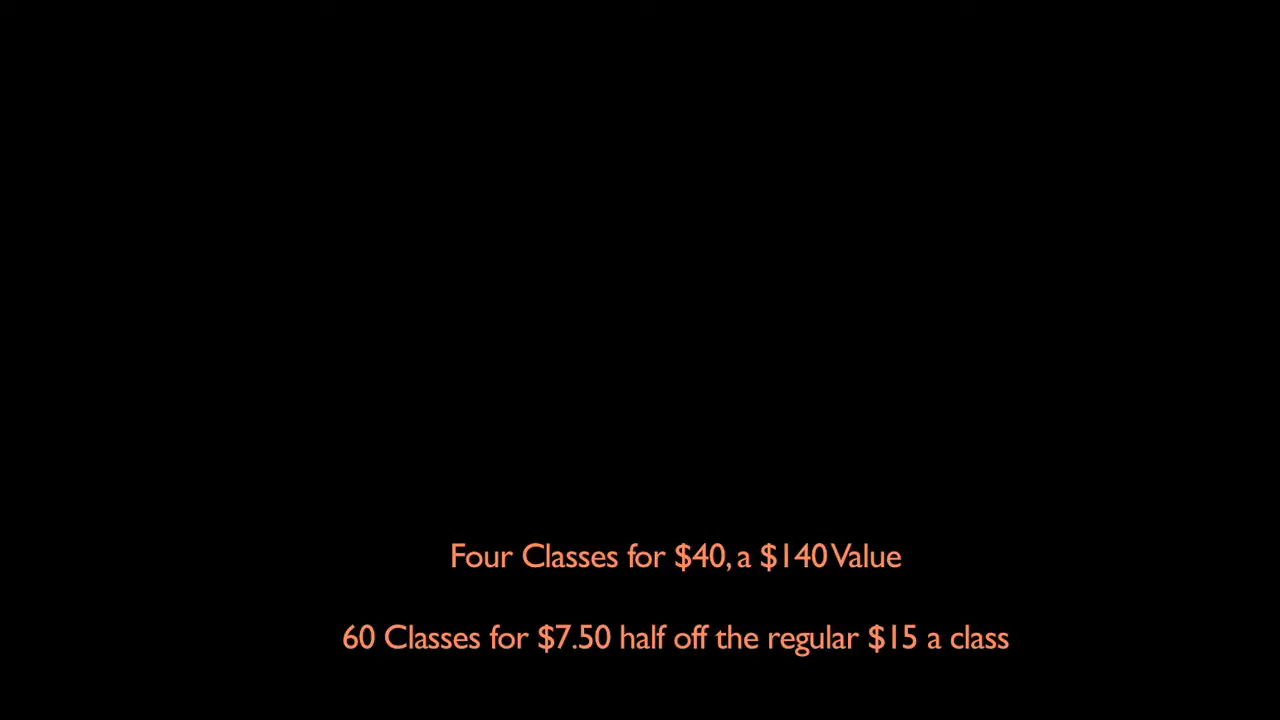 Four Classes for $40, a $140 Value
60 Classes for $7.50 half off the regular $15 a class